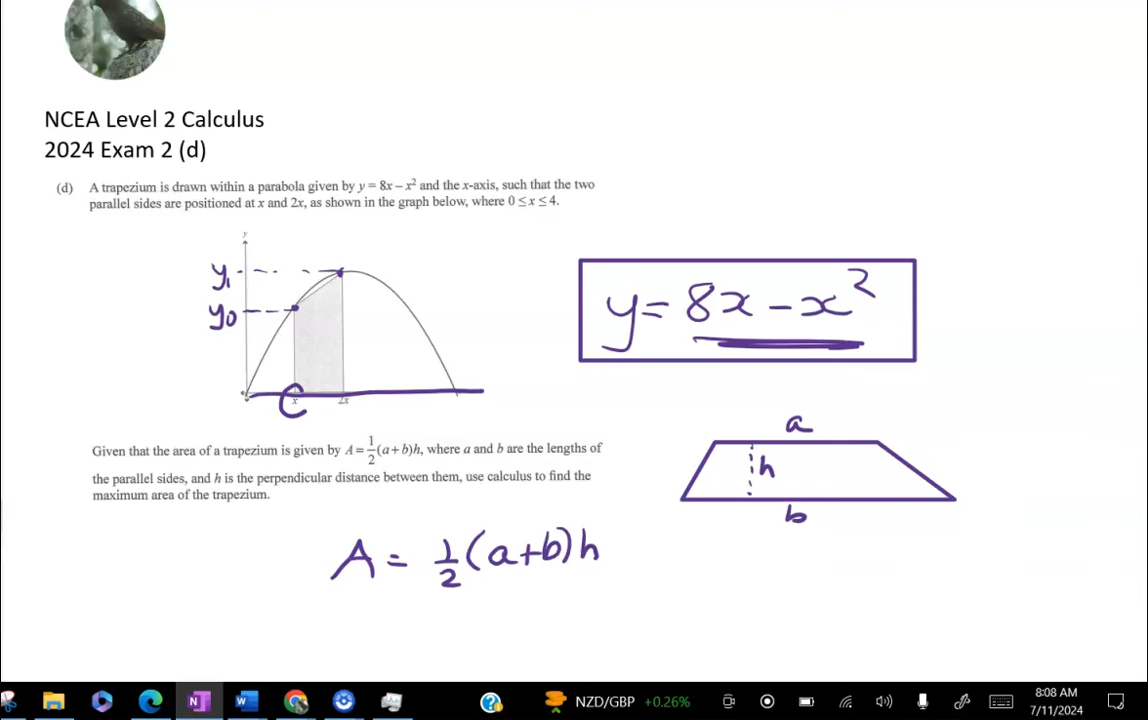 NCEA Level 2 Calculus
2024 Exam 2 (d)
(d) A trapezium is drawn within a parabola given by y = 8x – x² and the x-axis, such that the two
parallel sides are positioned at x and 2x, as shown in the graph below, where 0 ≤ x ≤ 4.
y
y₁
y₀
x 2x
y = 8x – x²
Given that the area of a trapezium is given by A = 1/2 (a + b)h, where a and b are the lengths of
the parallel sides, and h is the perpendicular distance between them, use calculus to find the
maximum area of the trapezium.
a
h
b
A = 1/2 (a+b)h
NZD/GBP +0.26%
8:08 AM
7/11/2024